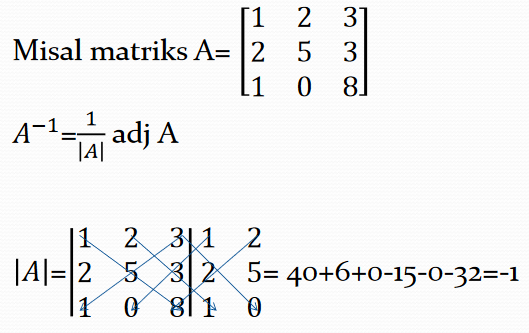 1 2 3
Misal matriks A= 2 5 3
1 0 8
A⁻¹=1/|A| adj A
1 2 3 1 2
|A|= 2 5 3 2 5 = 40+6+0-15-0-32=-1
1 0 8 1 0